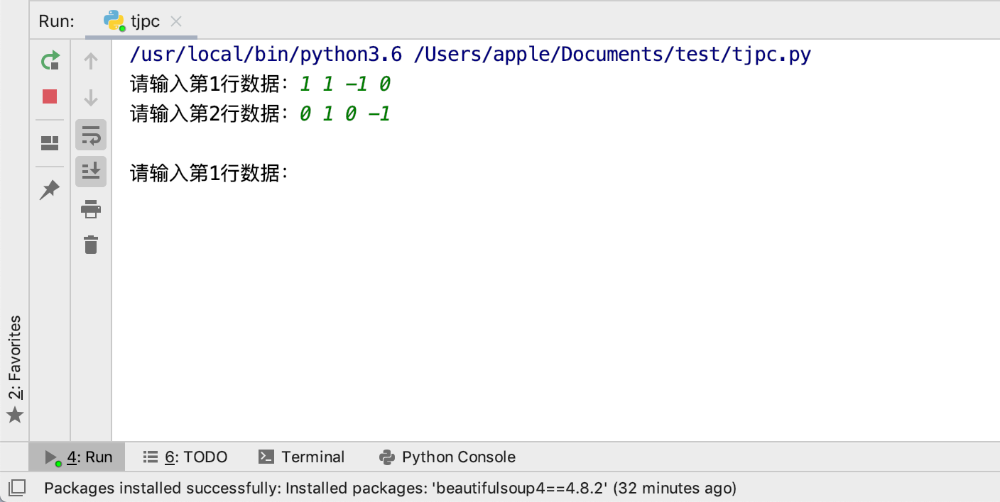 Run: tjpc
/usr/local/bin/python3.6 /Users/apple/Documents/test/tjpc.py
请输入第1行数据：1 1 -1 0
请输入第2行数据：0 1 0 -1
请输入第1行数据：
2: Favorites
4: Run 6: TODO Terminal Python Console
Packages installed successfully: Installed packages: 'beautifulsoup4==4.8.2' (32 minutes ago)